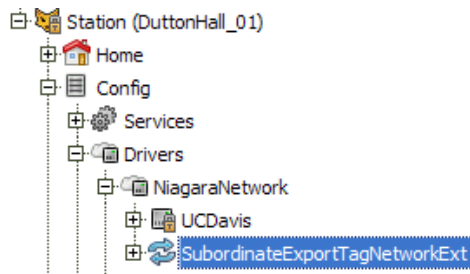 Station (DuttonHall_01)
Home
Config
Services
Drivers
NiagaraNetwork
UCDavis
SubordinateExportTagNetworkExt